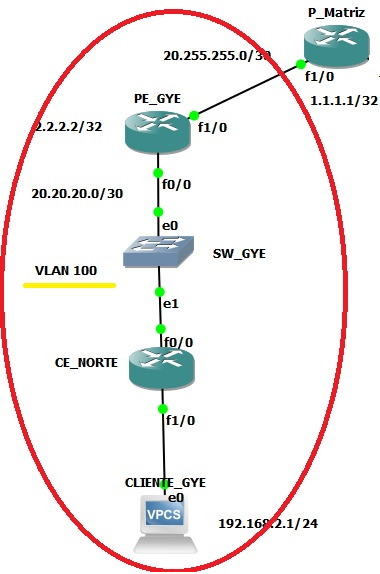 P_Matriz
20.255.255.0/30
f1/0
PE_GYE
1.1.1.1/32
2.2.2.2/32
f1/0
f0/0
20.20.20.0/30
e0
SW_GYE
VLAN 100
e1
f0/0
CE_NORTE
f1/0
CLIENTE_GYE
e0
VPCS
192.168.2.1/24